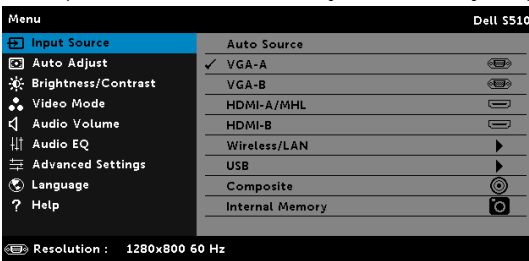 Menu
Dell S510
Input Source
Auto Adjust
Brightness/Contrast
Video Mode
Audio Volume
Audio EQ
Advanced Settings
Language
? Help
Auto Source
✓ VGA-A
VGA-B
HDMI-A/MHL
HDMI-B
Wireless/LAN
USB
Composite
Internal Memory
Resolution : 1280x800 60 Hz